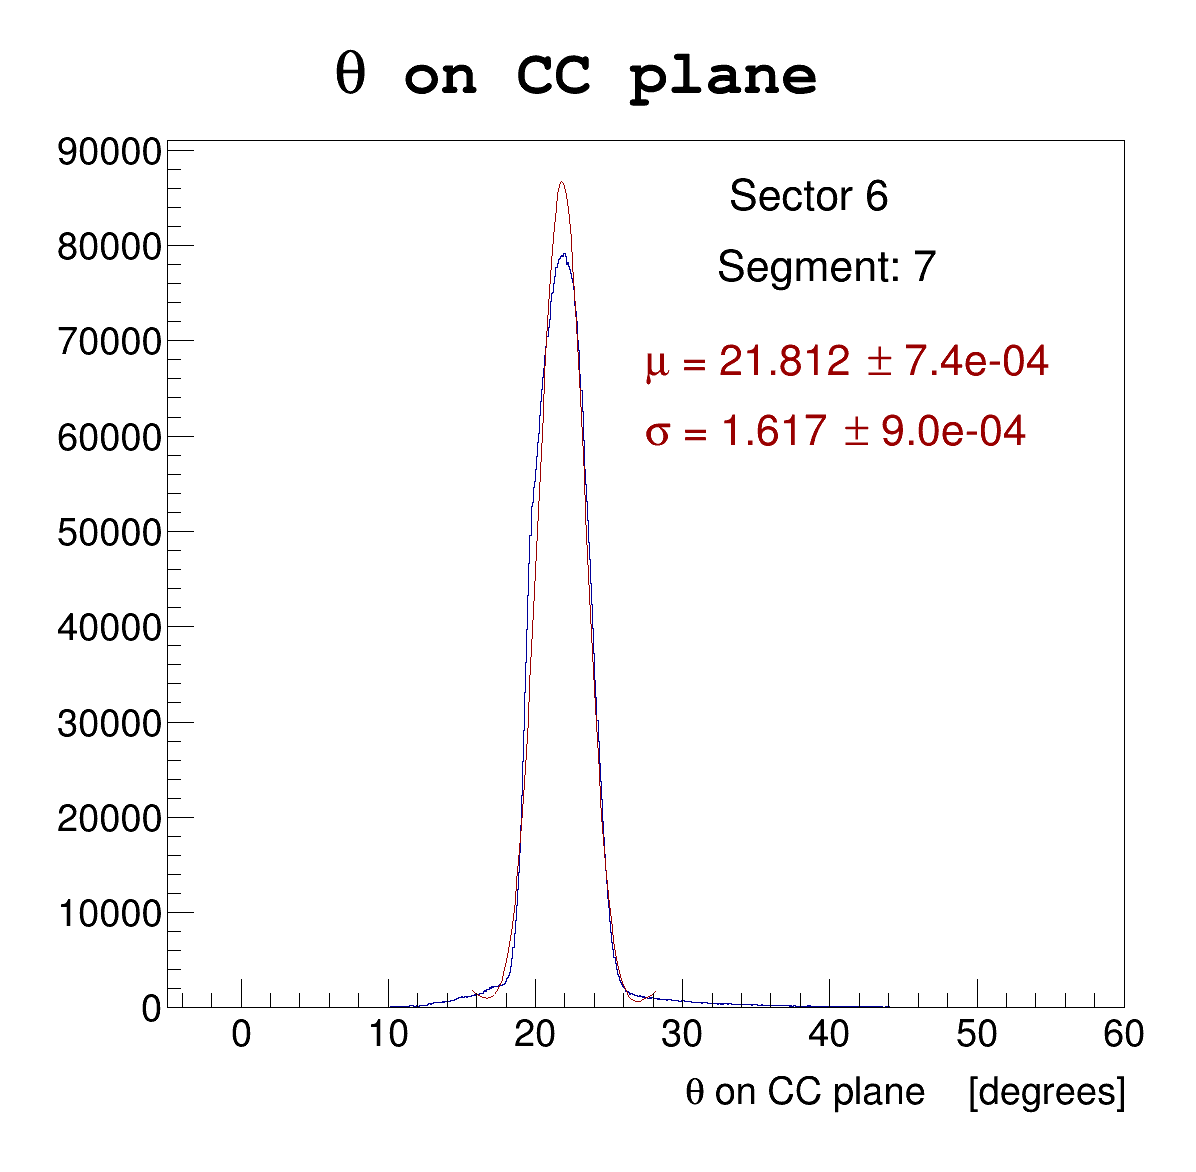 θ on CC plane
90000
80000
70000
60000
50000
40000
30000
20000
10000
0
Sector 6
Segment: 7
μ = 21.812 ± 7.4e-04
σ = 1.617 ± 9.0e-04
0 10 20 30 40 50 60
θ on CC plane [degrees]